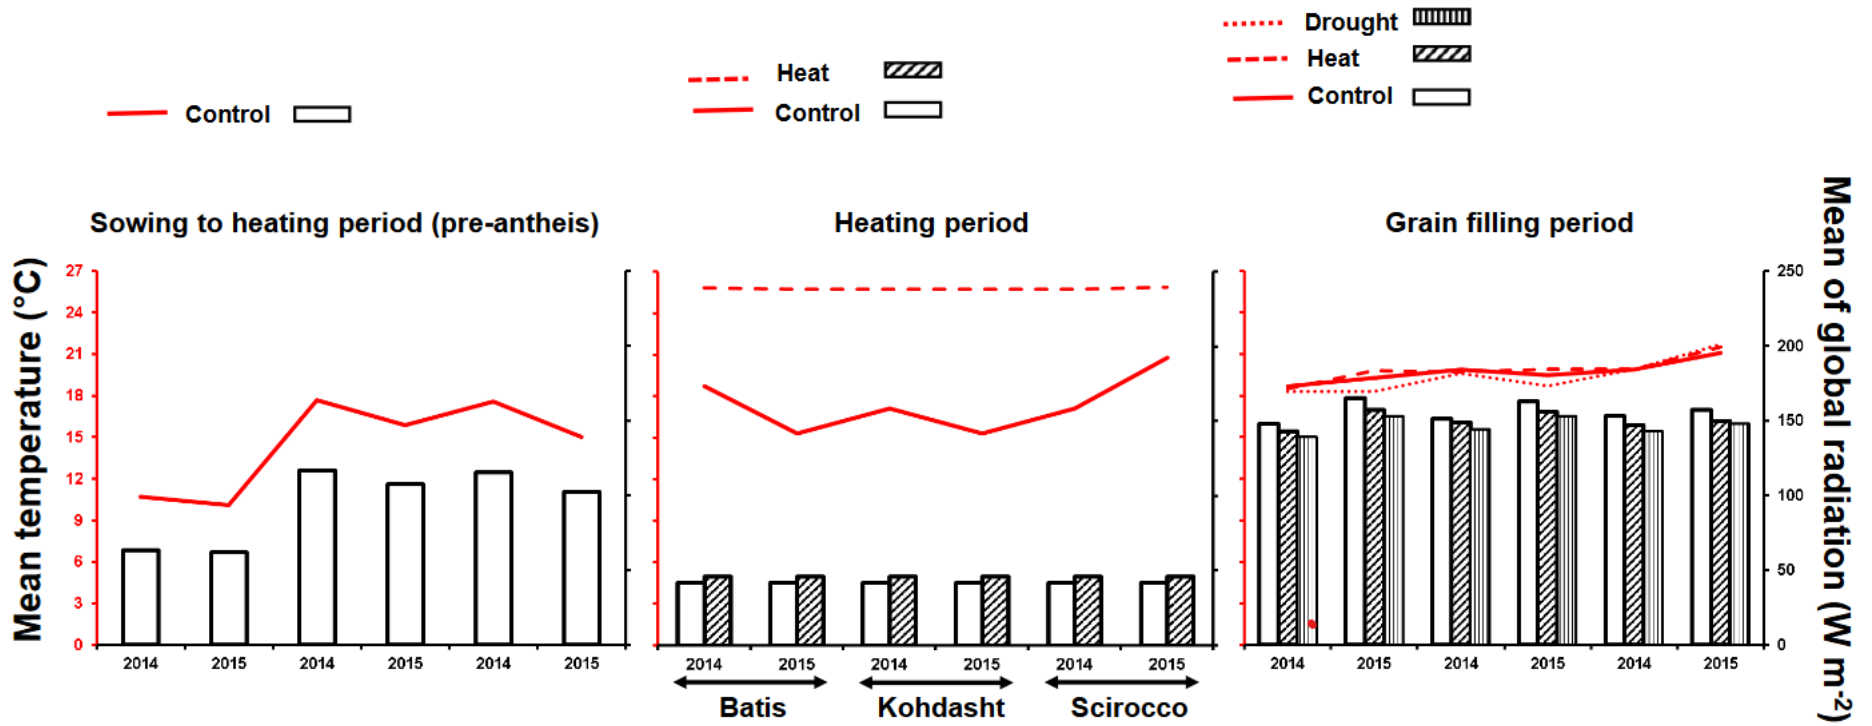 Drought
Heat
Control
Heat
Control
Control
Sowing to heating period (pre-antheis)
Heating period
Grain filling period
Mean temperature (°C)
27
24
21
18
15
12
9
6
3
0
250
200
150
100
50
0
Mean of global radiation (W m-2)
2014 2015 2014 2015 2014 2015
2014 2015 2014 2015 2014 2015
2014 2015 2014 2015 2014 2015
Batis Kohdasht Scirocco